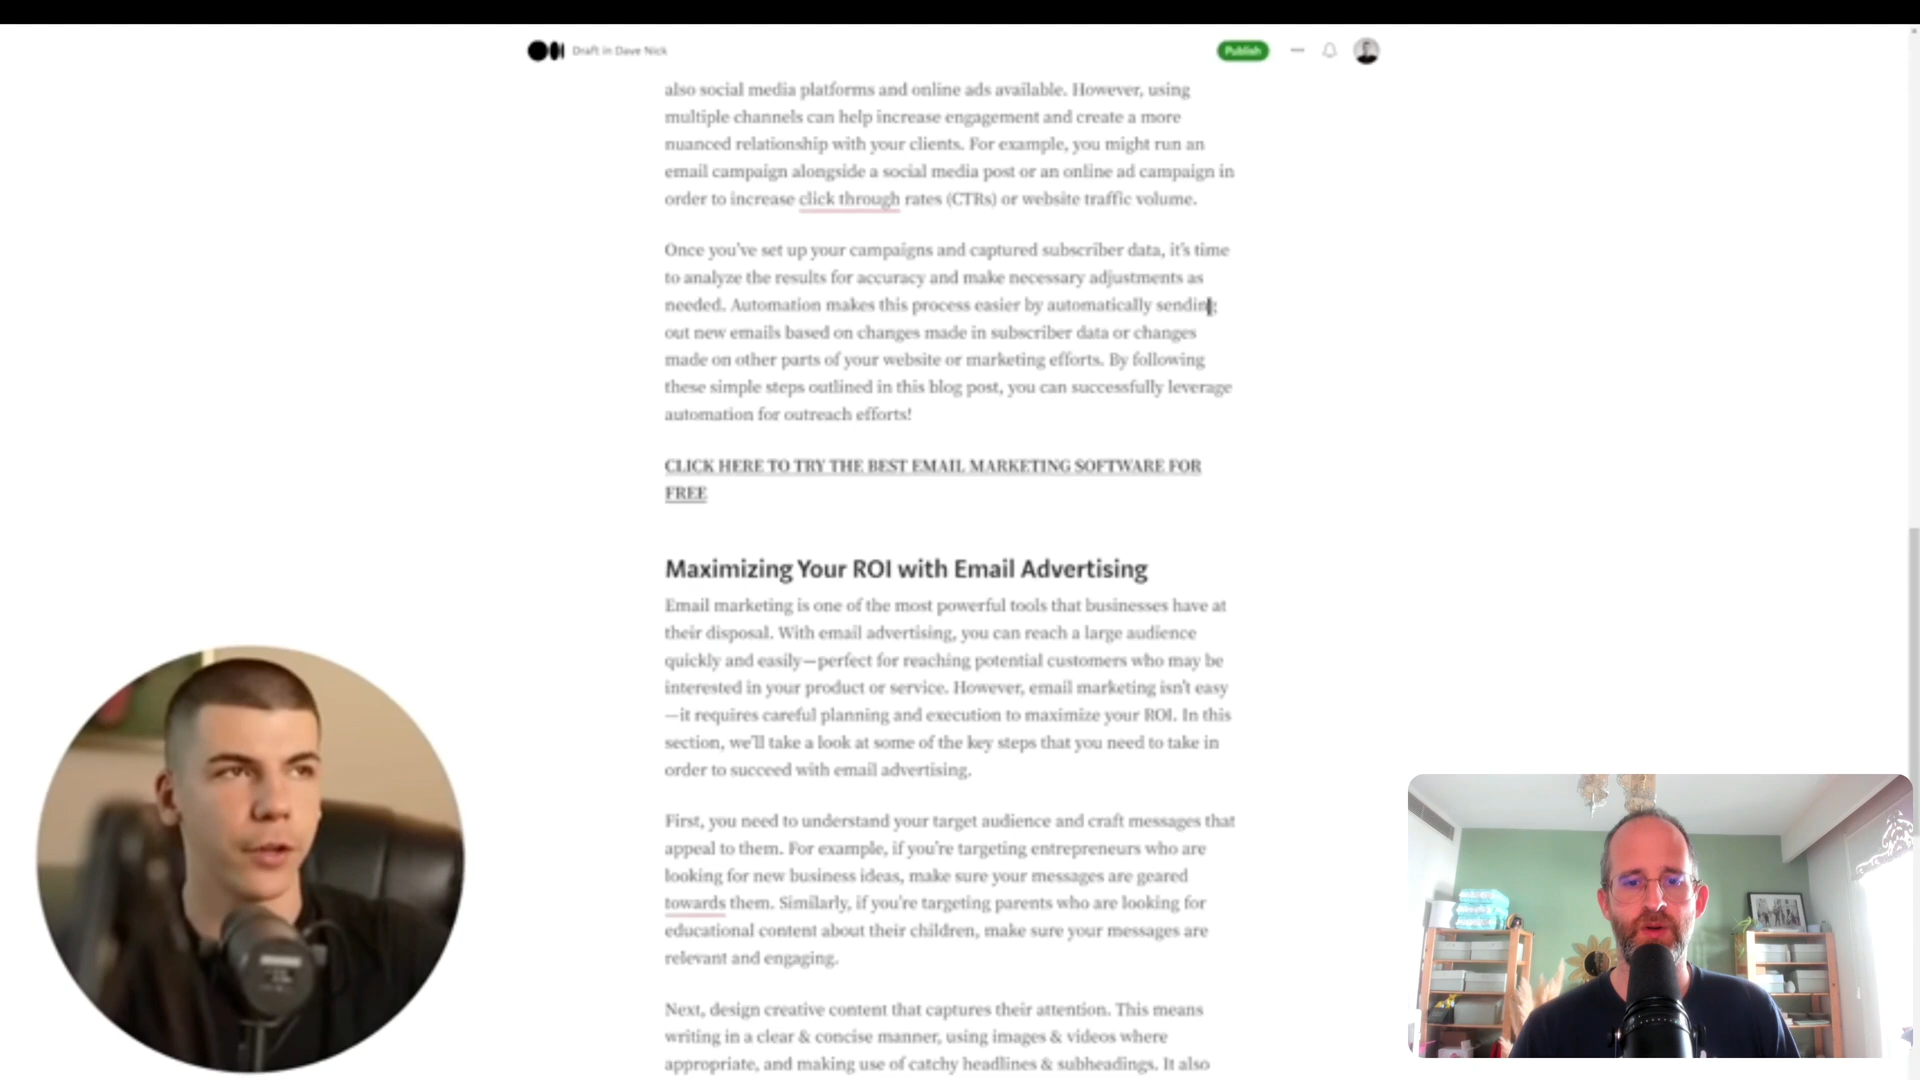 Draft in Dave Nick
Publish
also social media platforms and online ads available. However, using
multiple channels can help increase engagement and create a more
nuanced relationship with your clients. For example, you might run an
email campaign alongside a social media post or an online ad campaign in
order to increase click through rates (CTRs) or website traffic volume.
Once you've set up your campaigns and captured subscriber data, it's time
to analyze the results for accuracy and make necessary adjustments as
needed. Automation makes this process easier by automatically sending
out new emails based on changes made in subscriber data or changes
made on other parts of your website or marketing efforts. By following
these simple steps outlined in this blog post, you can successfully leverage
automation for outreach efforts!
CLICK HERE TO TRY THE BEST EMAIL MARKETING SOFTWARE FOR
FREE
Maximizing Your ROI with Email Advertising
Email marketing is one of the most powerful tools that businesses have at
their disposal. With email advertising, you can reach a large audience
quickly and easily—perfect for reaching potential customers who may be
interested in your product or service. However, email marketing isn't easy
—it requires careful planning and execution to maximize your ROI. In this
section, we'll take a look at some of the key steps that you need to take in
order to succeed with email advertising.
First, you need to understand your target audience and craft messages that
appeal to them. For example, if you're targeting entrepreneurs who are
looking for new business ideas, make sure your messages are geared
towards them. Similarly, if you're targeting parents who are looking for
educational content about their children, make sure your messages are
relevant and engaging.
Next, design creative content that captures their attention. This means
writing in a clear & concise manner, using images & videos where
appropriate, and making use of catchy headlines & subheadings. It also